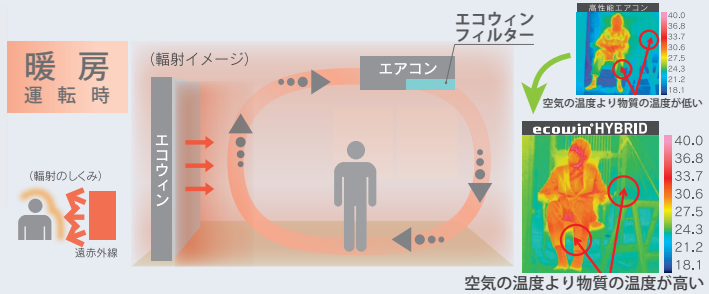 暖房
運転時
(輻射イメージ)
エコウィン
フィルター
エアコン
エコウィン
(輻射のしくみ)
遠赤外線
高性能エアコン
40.0
36.8
33.7
30.6
27.5
24.3
21.2
18.1
空気の温度より物質の温度が低い
ecowin HYBRID
40.0
36.8
33.7
30.6
27.5
24.3
21.2
18.1
空気の温度より物質の温度が高い